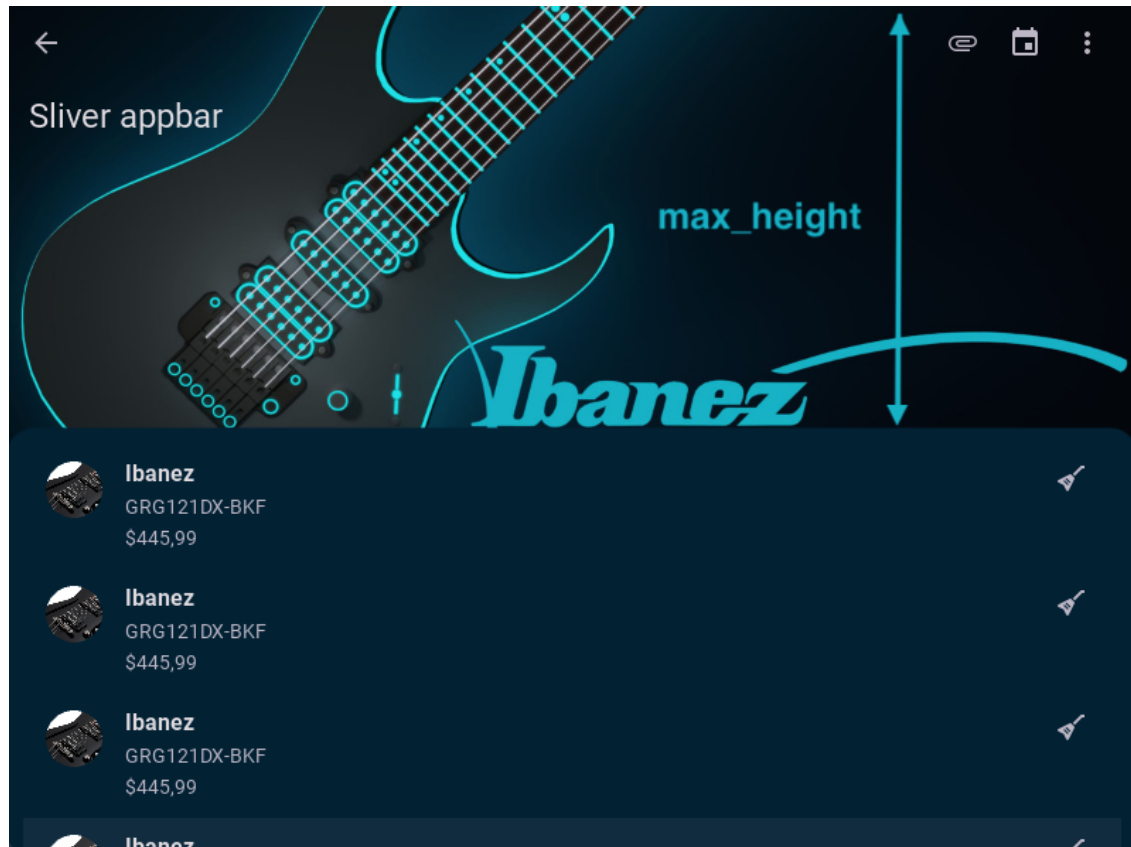 Sliver appbar
max_height
Ibanez
Ibanez
GRG121DX-BKF
$445,99
Ibanez
GRG121DX-BKF
$445,99
Ibanez
GRG121DX-BKF
$445,99
Ibanez